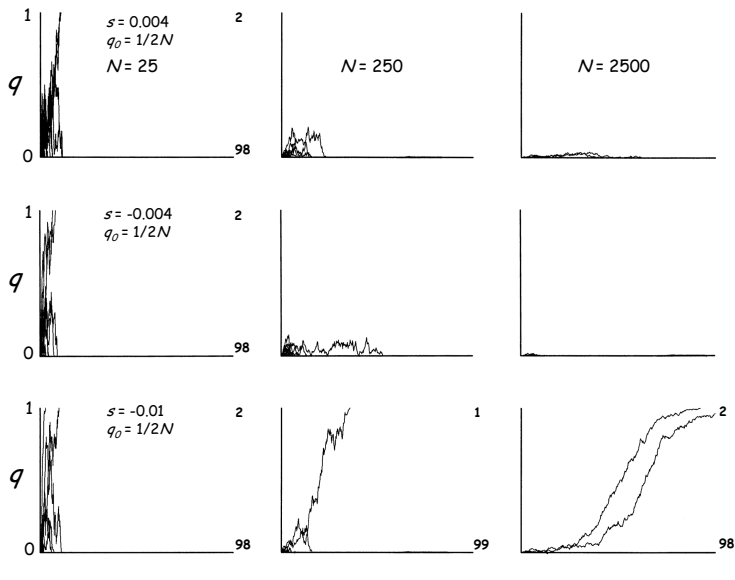 1 s = 0.004 2
q₀ = 1/2N
N = 25 N = 250 N = 2500
q
0 98 98
1 s = -0.004 2
q₀ = 1/2N
q
0 98
1 s = -0.01 2 1 2
q₀ = 1/2N
q
0 98 99 98